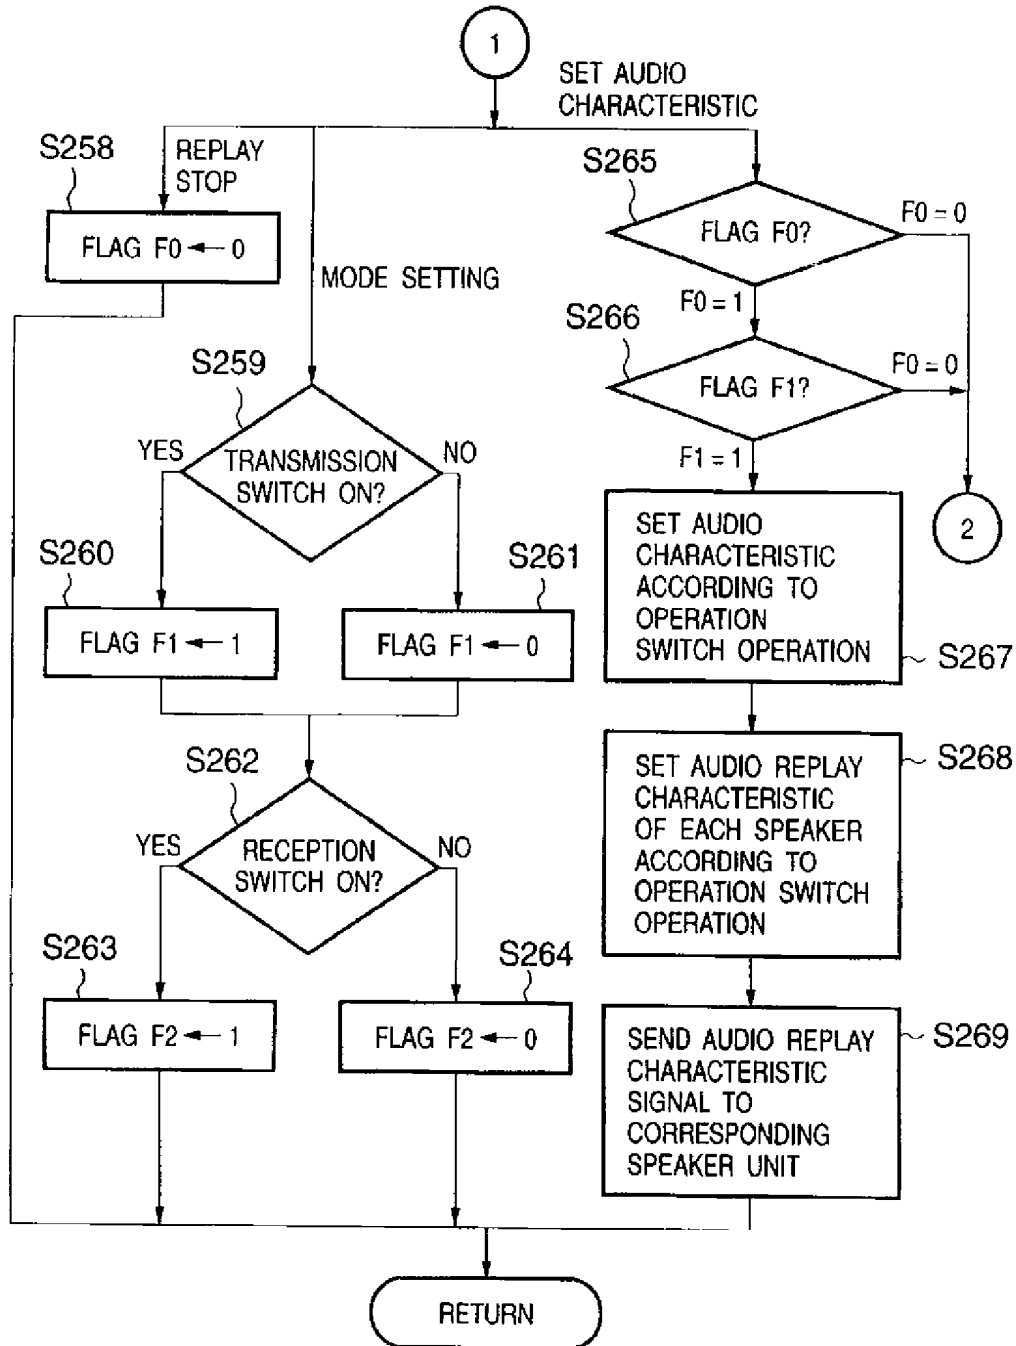 1
SET AUDIO
CHARACTERISTIC
S258
REPLAY
STOP
FLAG F0 ← 0
MODE SETTING
S259
TRANSMISSION
SWITCH ON?
YES
NO
S260
FLAG F1 ← 1
S261
FLAG F1 ← 0
S262
RECEPTION
SWITCH ON?
YES
NO
S263
FLAG F2 ← 1
S264
FLAG F2 ← 0
S265
FLAG F0?
F0 = 0
F0 = 1
S266
FLAG F1?
F0 = 0
F1 = 1
2
SET AUDIO
CHARACTERISTIC
ACCORDING TO
OPERATION
SWITCH OPERATION
S267
SET AUDIO REPLAY
CHARACTERISTIC
OF EACH SPEAKER
ACCORDING TO
OPERATION SWITCH
OPERATION
S268
SEND AUDIO REPLAY
CHARACTERISTIC
SIGNAL TO
CORRESPONDING
SPEAKER UNIT
S269
RETURN